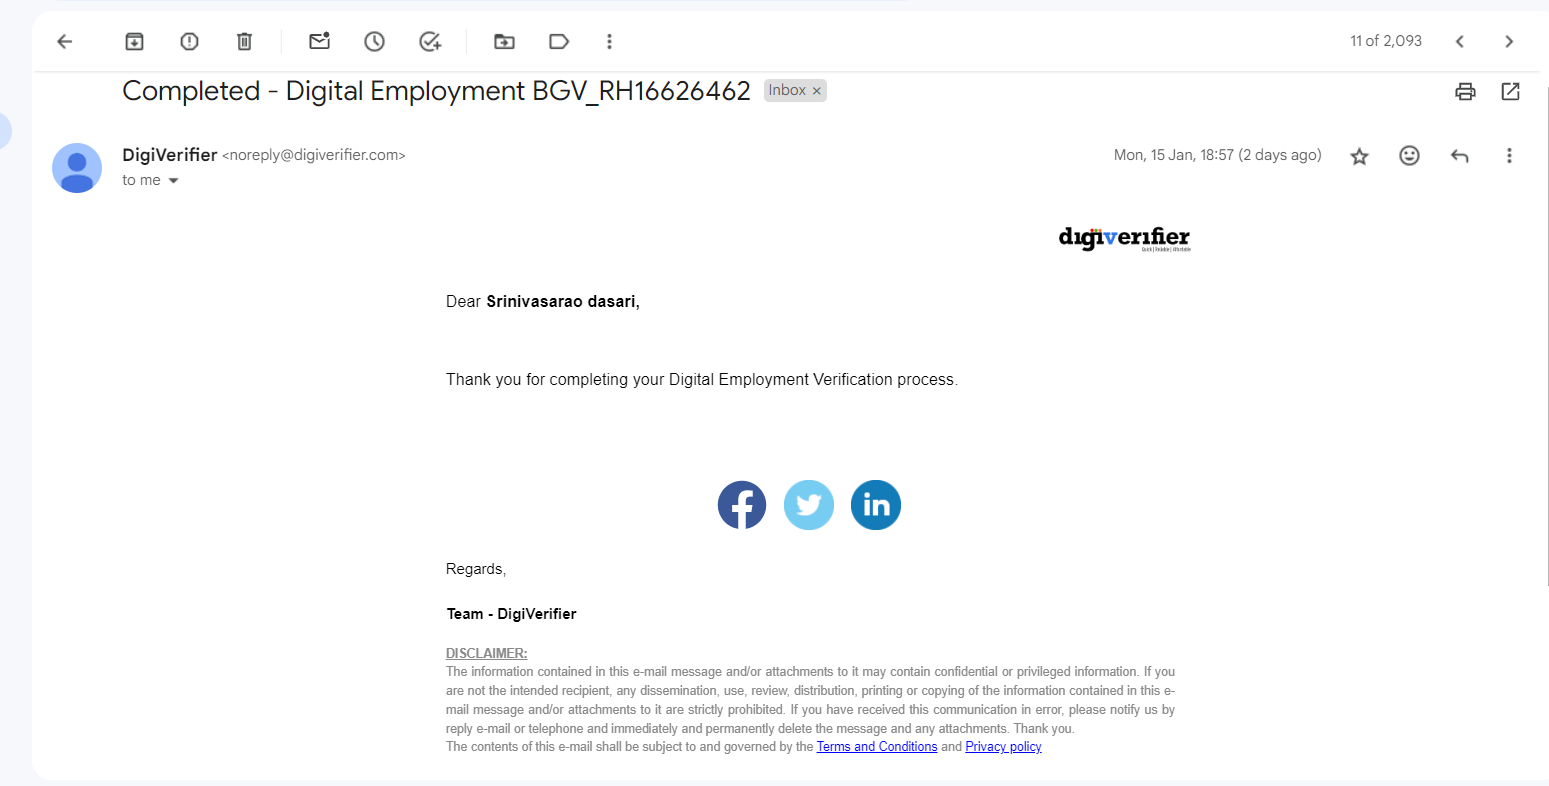 11 of 2,093
Completed - Digital Employment BGV_RH16626462 Inbox ×
DigiVerifier <noreply@digiverifier.com> Mon, 15 Jan, 18:57 (2 days ago)
to me
digiverifier
Quick | Reliable | Affordable
Dear Srinivasarao dasari,
Thank you for completing your Digital Employment Verification process.
f in
Regards,
Team - DigiVerifier
DISCLAIMER:
The information contained in this e-mail message and/or attachments to it may contain confidential or privileged information. If you
are not the intended recipient, any dissemination, use, review, distribution, printing or copying of the information contained in this e-
mail message and/or attachments to it are strictly prohibited. If you have received this communication in error, please notify us by
reply e-mail or telephone and immediately and permanently delete the message and any attachments. Thank you.
The contents of this e-mail shall be subject to and governed by the Terms and Conditions and Privacy policy